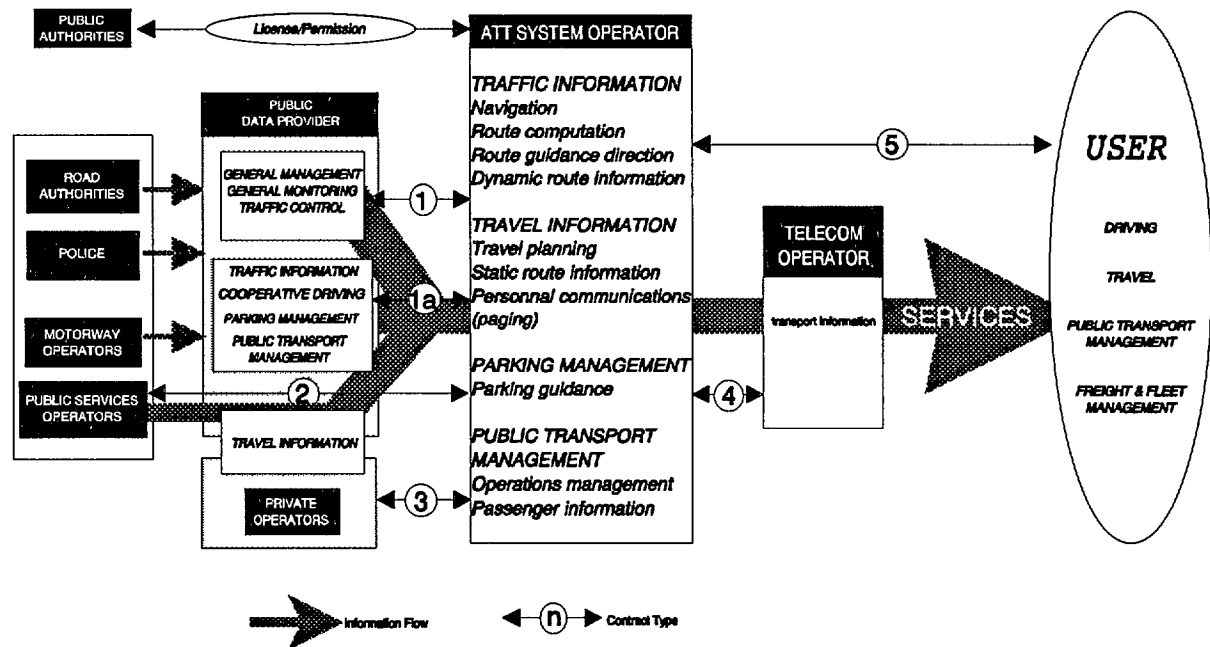 PUBLIC
AUTHORITIES
License/Permission
ATT SYSTEM OPERATOR
PUBLIC
DATA PROVIDER
ROAD
AUTHORITIES
POLICE
MOTORWAY
OPERATORS
PUBLIC SERVICES
OPERATORS
GENERAL MANAGEMENT
GENERAL MONITORING
TRAFFIC CONTROL
TRAFFIC INFORMATION
COOPERATIVE DRIVING
PARKING MANAGEMENT
PUBLIC TRANSPORT
MANAGEMENT
TRAVEL INFORMATION
PRIVATE
OPERATORS
1
1a
2
3
TRAFFIC INFORMATION
Navigation
Route computation
Route guidance direction
Dynamic route information
TRAVEL INFORMATION
Travel planning
Static route information
Personnal communications
(paging)
PARKING MANAGEMENT
Parking guidance
PUBLIC TRANSPORT
MANAGEMENT
Operations management
Passenger information
5
4
TELECOM
OPERATOR
transport information
SERVICES
USER
DRIVING
TRAVEL
PUBLIC TRANSPORT
MANAGEMENT
FREIGHT & FLEET
MANAGEMENT
Information Flow
n
Contract Type